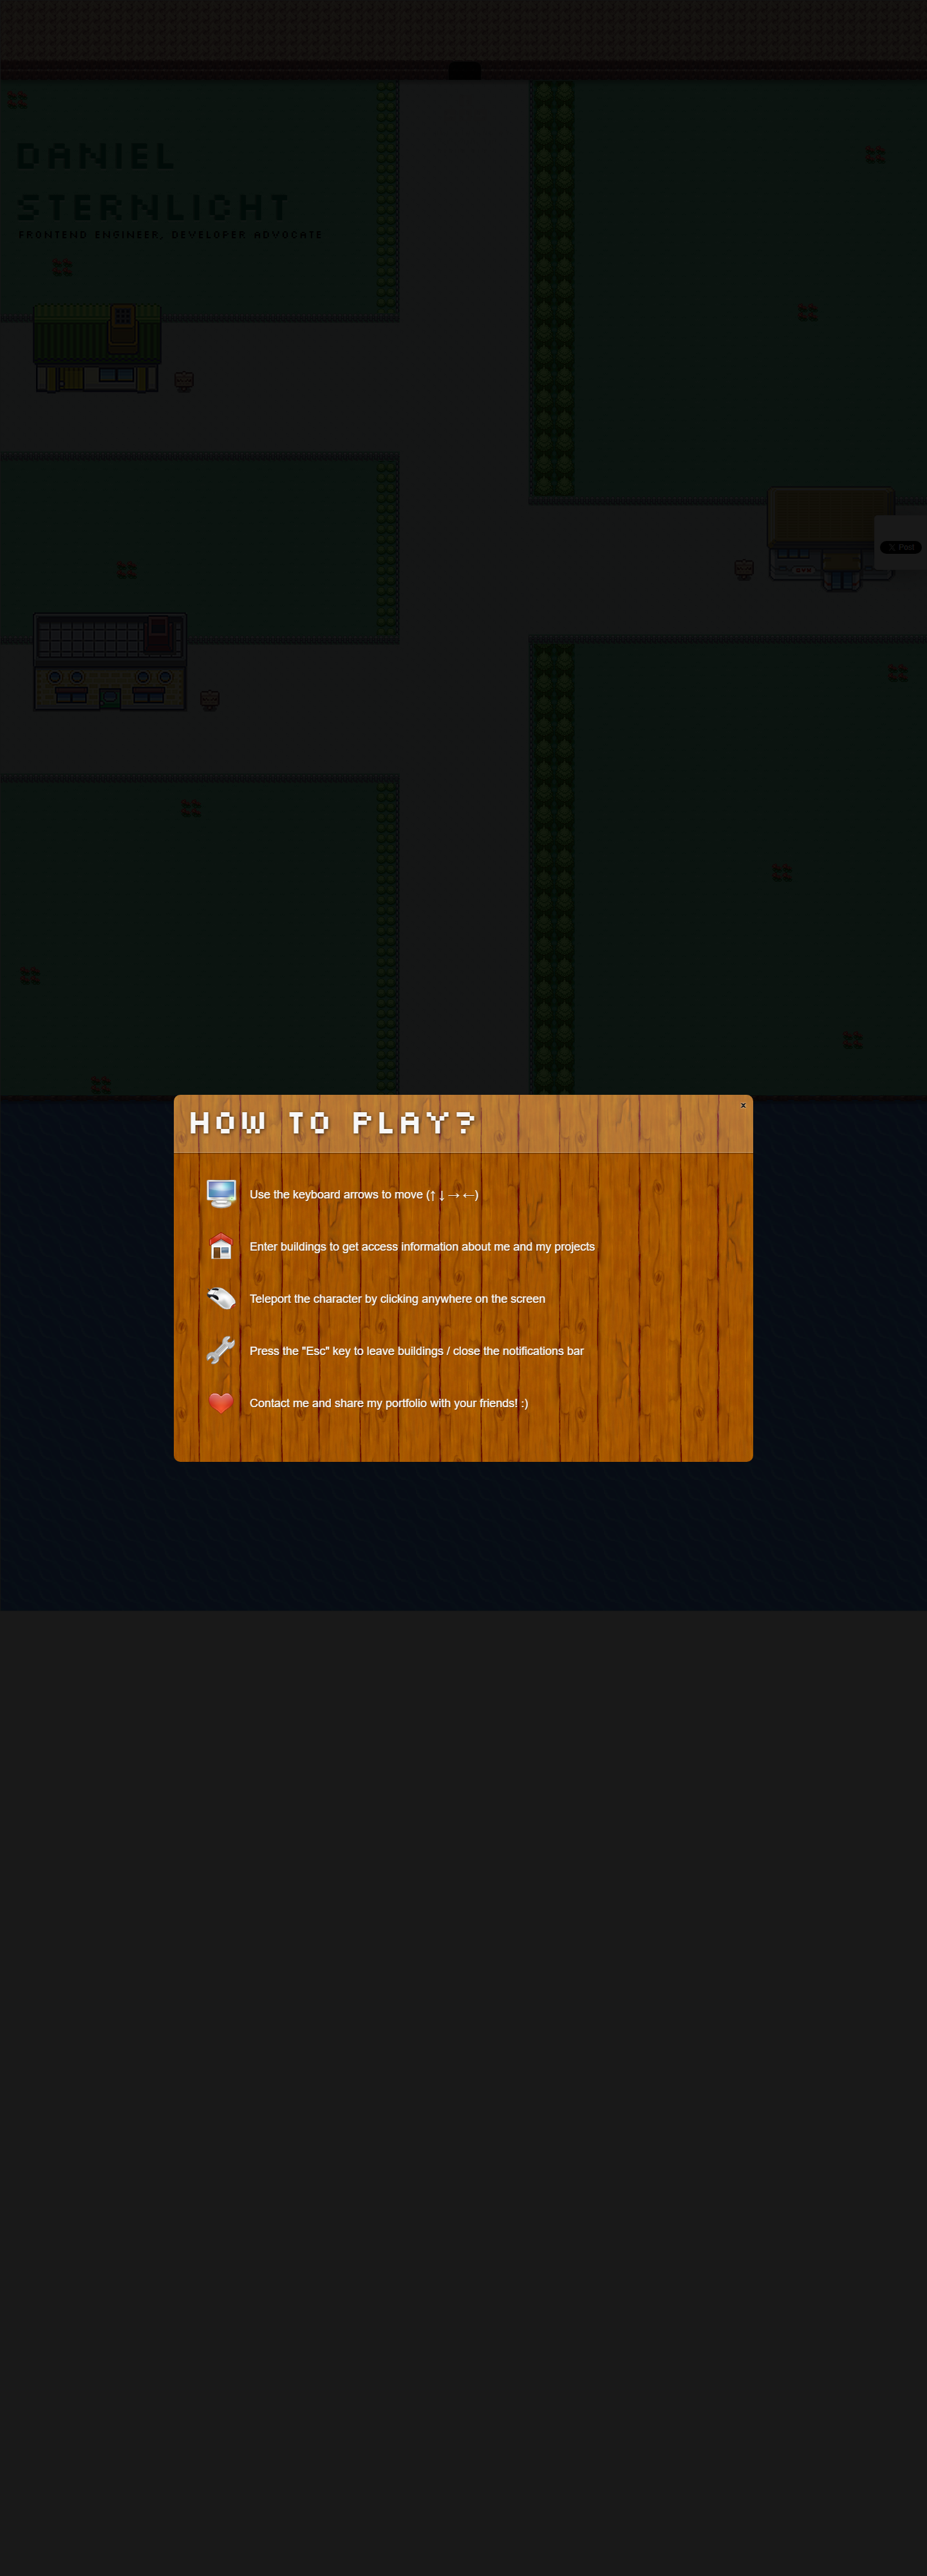 DANIEL
STERNLICHT
FRONTEND ENGINEER, DEVELOPER ADVOCATE
Post
HOW TO PLAY?
×
Use the keyboard arrows to move (↑ ↓ → ←)
Enter buildings to get access information about me and my projects
Teleport the character by clicking anywhere on the screen
Press the "Esc" key to leave buildings / close the notifications bar
Contact me and share my portfolio with your friends! :)